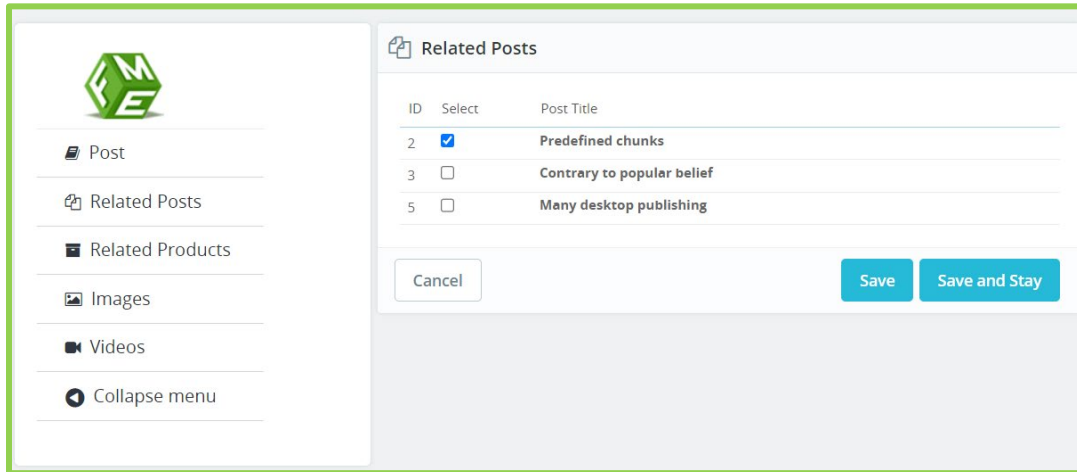 FME
Post
Related Posts
Related Products
Images
Videos
Collapse menu
Related Posts
ID Select Post Title
2 Predefined chunks
3 Contrary to popular belief
5 Many desktop publishing
Cancel Save Save and Stay